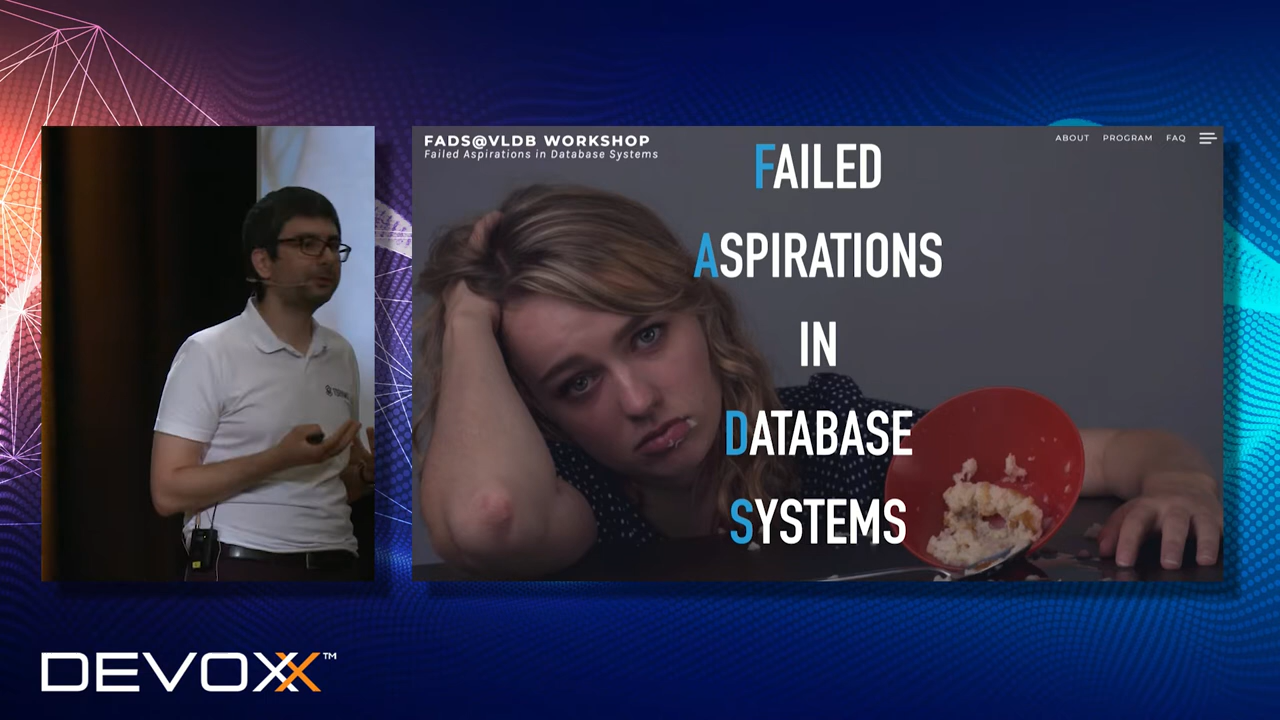 FADS@VLDB WORKSHOP
Failed Aspirations in Database Systems
ABOUT PROGRAM FAQ
FAILED
ASPIRATIONS
IN
DATABASE
SYSTEMS
DEVOXX™